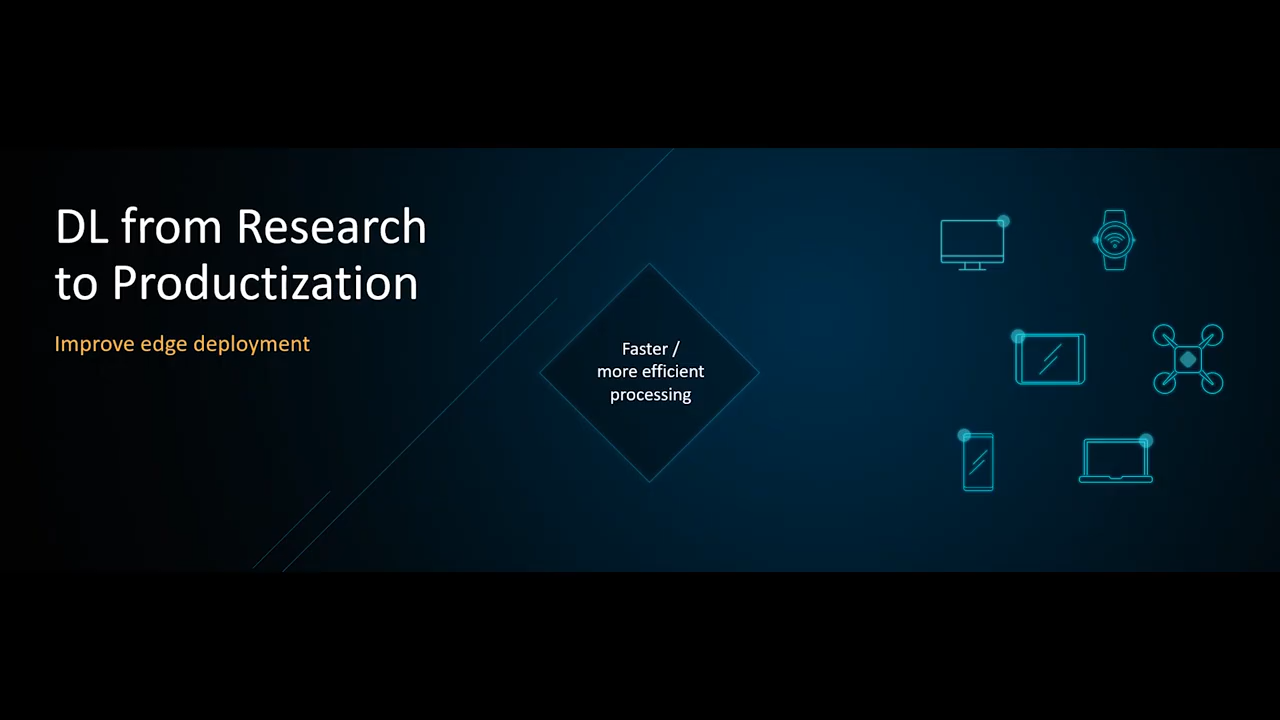 DL from Research
to Productization
Improve edge deployment
Faster /
more efficient
processing